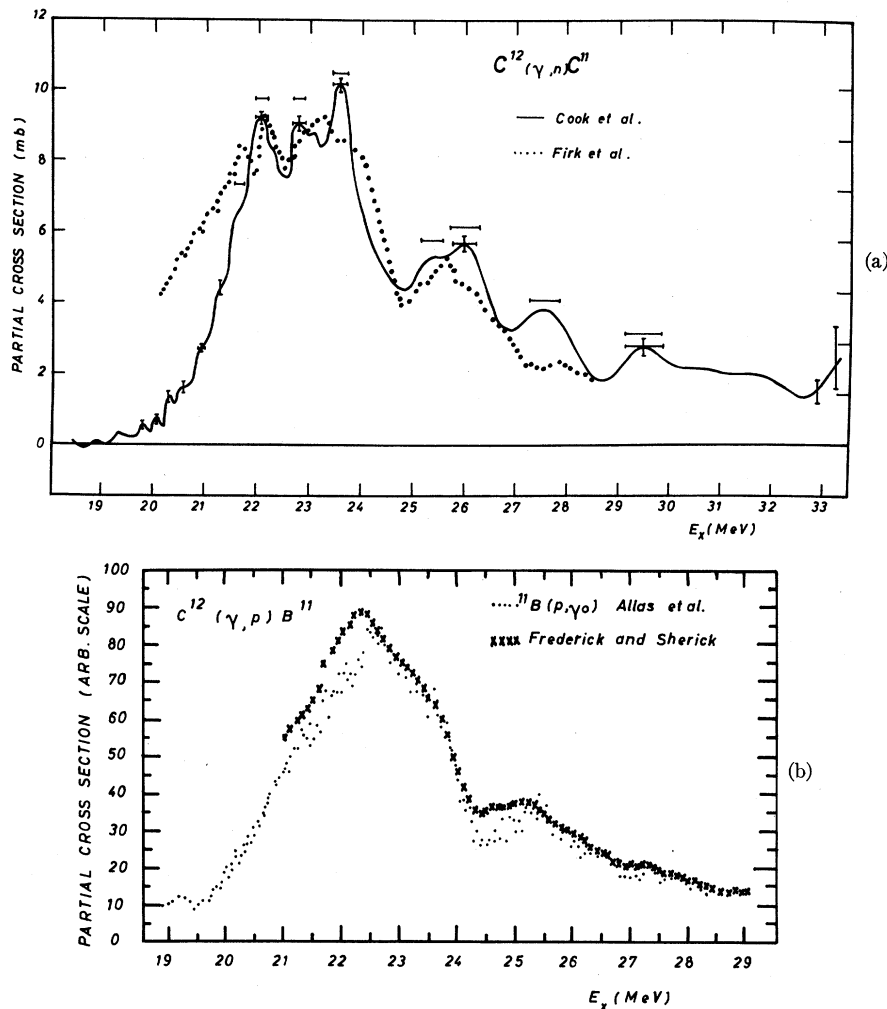 12
10
8
6
4
2
0
PARTIAL CROSS SECTION (mb)
C¹² (γ,n) C¹¹
Cook et al.
Firk et al.
19 20 21 22 23 24 25 26 27 28 29 30 31 32 33
Eₓ (MeV)
(a)
100
90
80
70
60
50
40
30
20
10
0
PARTIAL CROSS SECTION (ARB. SCALE)
C¹² (γ,p) B¹¹
¹¹B(p,γ₀) Allas et al.
xxxx Frederick and Sherick
19 20 21 22 23 24 25 26 27 28 29
Eₓ (MeV)
(b)